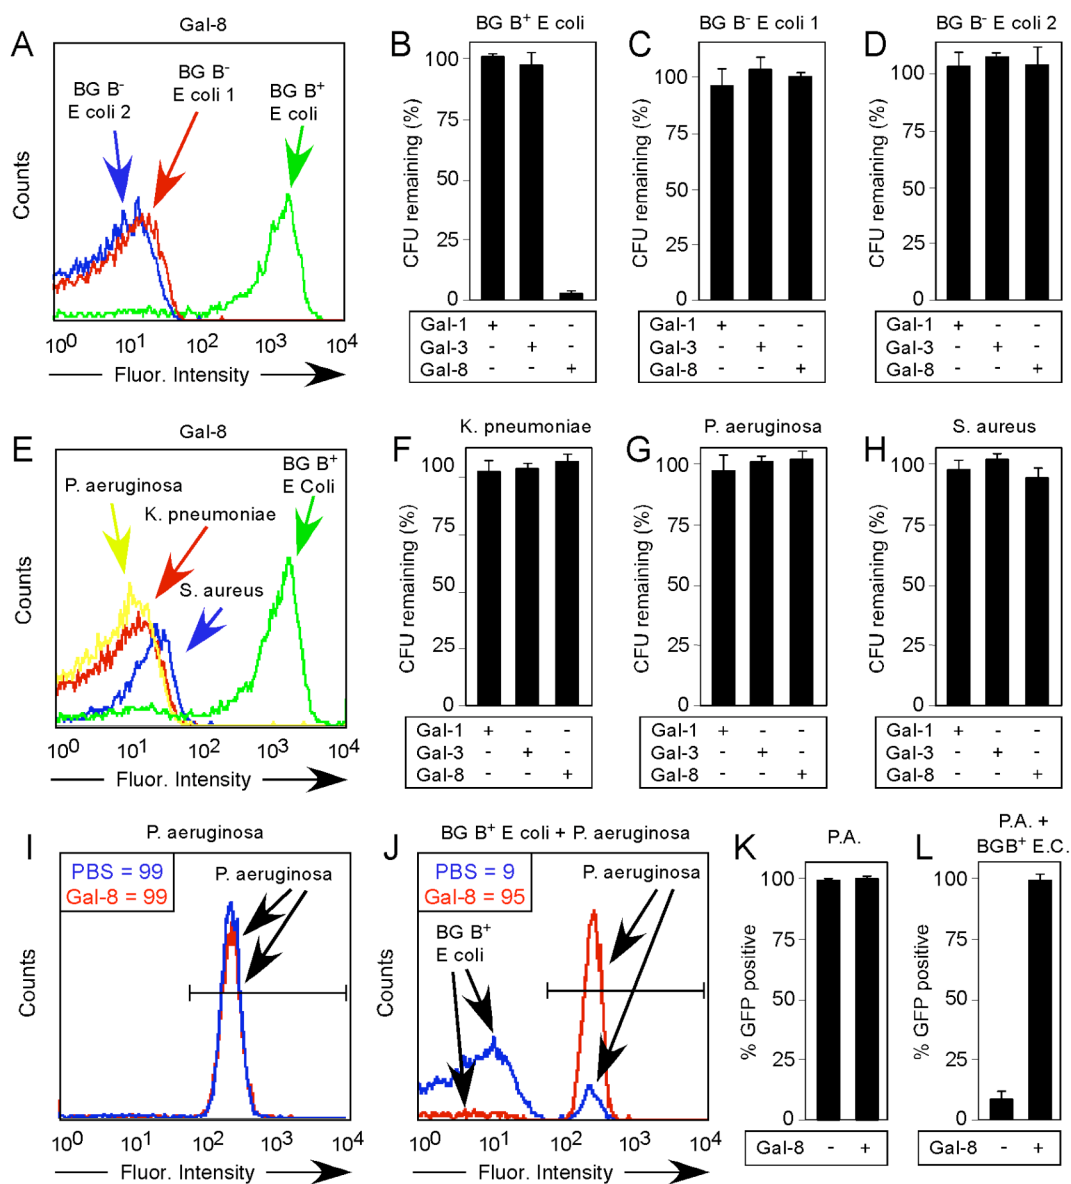 A
Gal-8
BG B⁻
E coli 2
BG B⁻
E coli 1
BG B⁺
E coli
Counts
10⁰ 10¹ 10² 10³ 10⁴
Fluor. Intensity
B
BG B⁺ E coli
CFU remaining (%)
100
75
50
25
0
Gal-1 + - -
Gal-3 - + -
Gal-8 - - +
C
BG B⁻ E coli 1
CFU remaining (%)
100
75
50
25
0
Gal-1 + - -
Gal-3 - + -
Gal-8 - - +
D
BG B⁻ E coli 2
CFU remaining (%)
100
75
50
25
0
Gal-1 + - -
Gal-3 - + -
Gal-8 - - +
E
Gal-8
P. aeruginosa
K. pneumoniae
S. aureus
BG B⁺
E Coli
Counts
10⁰ 10¹ 10² 10³ 10⁴
Fluor. Intensity
F
K. pneumoniae
CFU remaining (%)
100
75
50
25
0
Gal-1 + - -
Gal-3 - + -
Gal-8 - - +
G
P. aeruginosa
CFU remaining (%)
100
75
50
25
0
Gal-1 + - -
Gal-3 - + -
Gal-8 - - +
H
S. aureus
CFU remaining (%)
100
75
50
25
0
Gal-1 + - -
Gal-3 - + -
Gal-8 - - +
I
P. aeruginosa
PBS = 99
Gal-8 = 99
P. aeruginosa
Counts
10⁰ 10¹ 10² 10³ 10⁴
Fluor. Intensity
J
BG B⁺ E coli + P. aeruginosa
PBS = 9
Gal-8 = 95
P. aeruginosa
BG B⁺
E coli
Counts
10⁰ 10¹ 10² 10³ 10⁴
Fluor. Intensity
K
P.A.
% GFP positive
100
75
50
25
0
Gal-8 - +
L
P.A. +
BGB⁺ E.C.
% GFP positive
100
75
50
25
0
Gal-8 - +